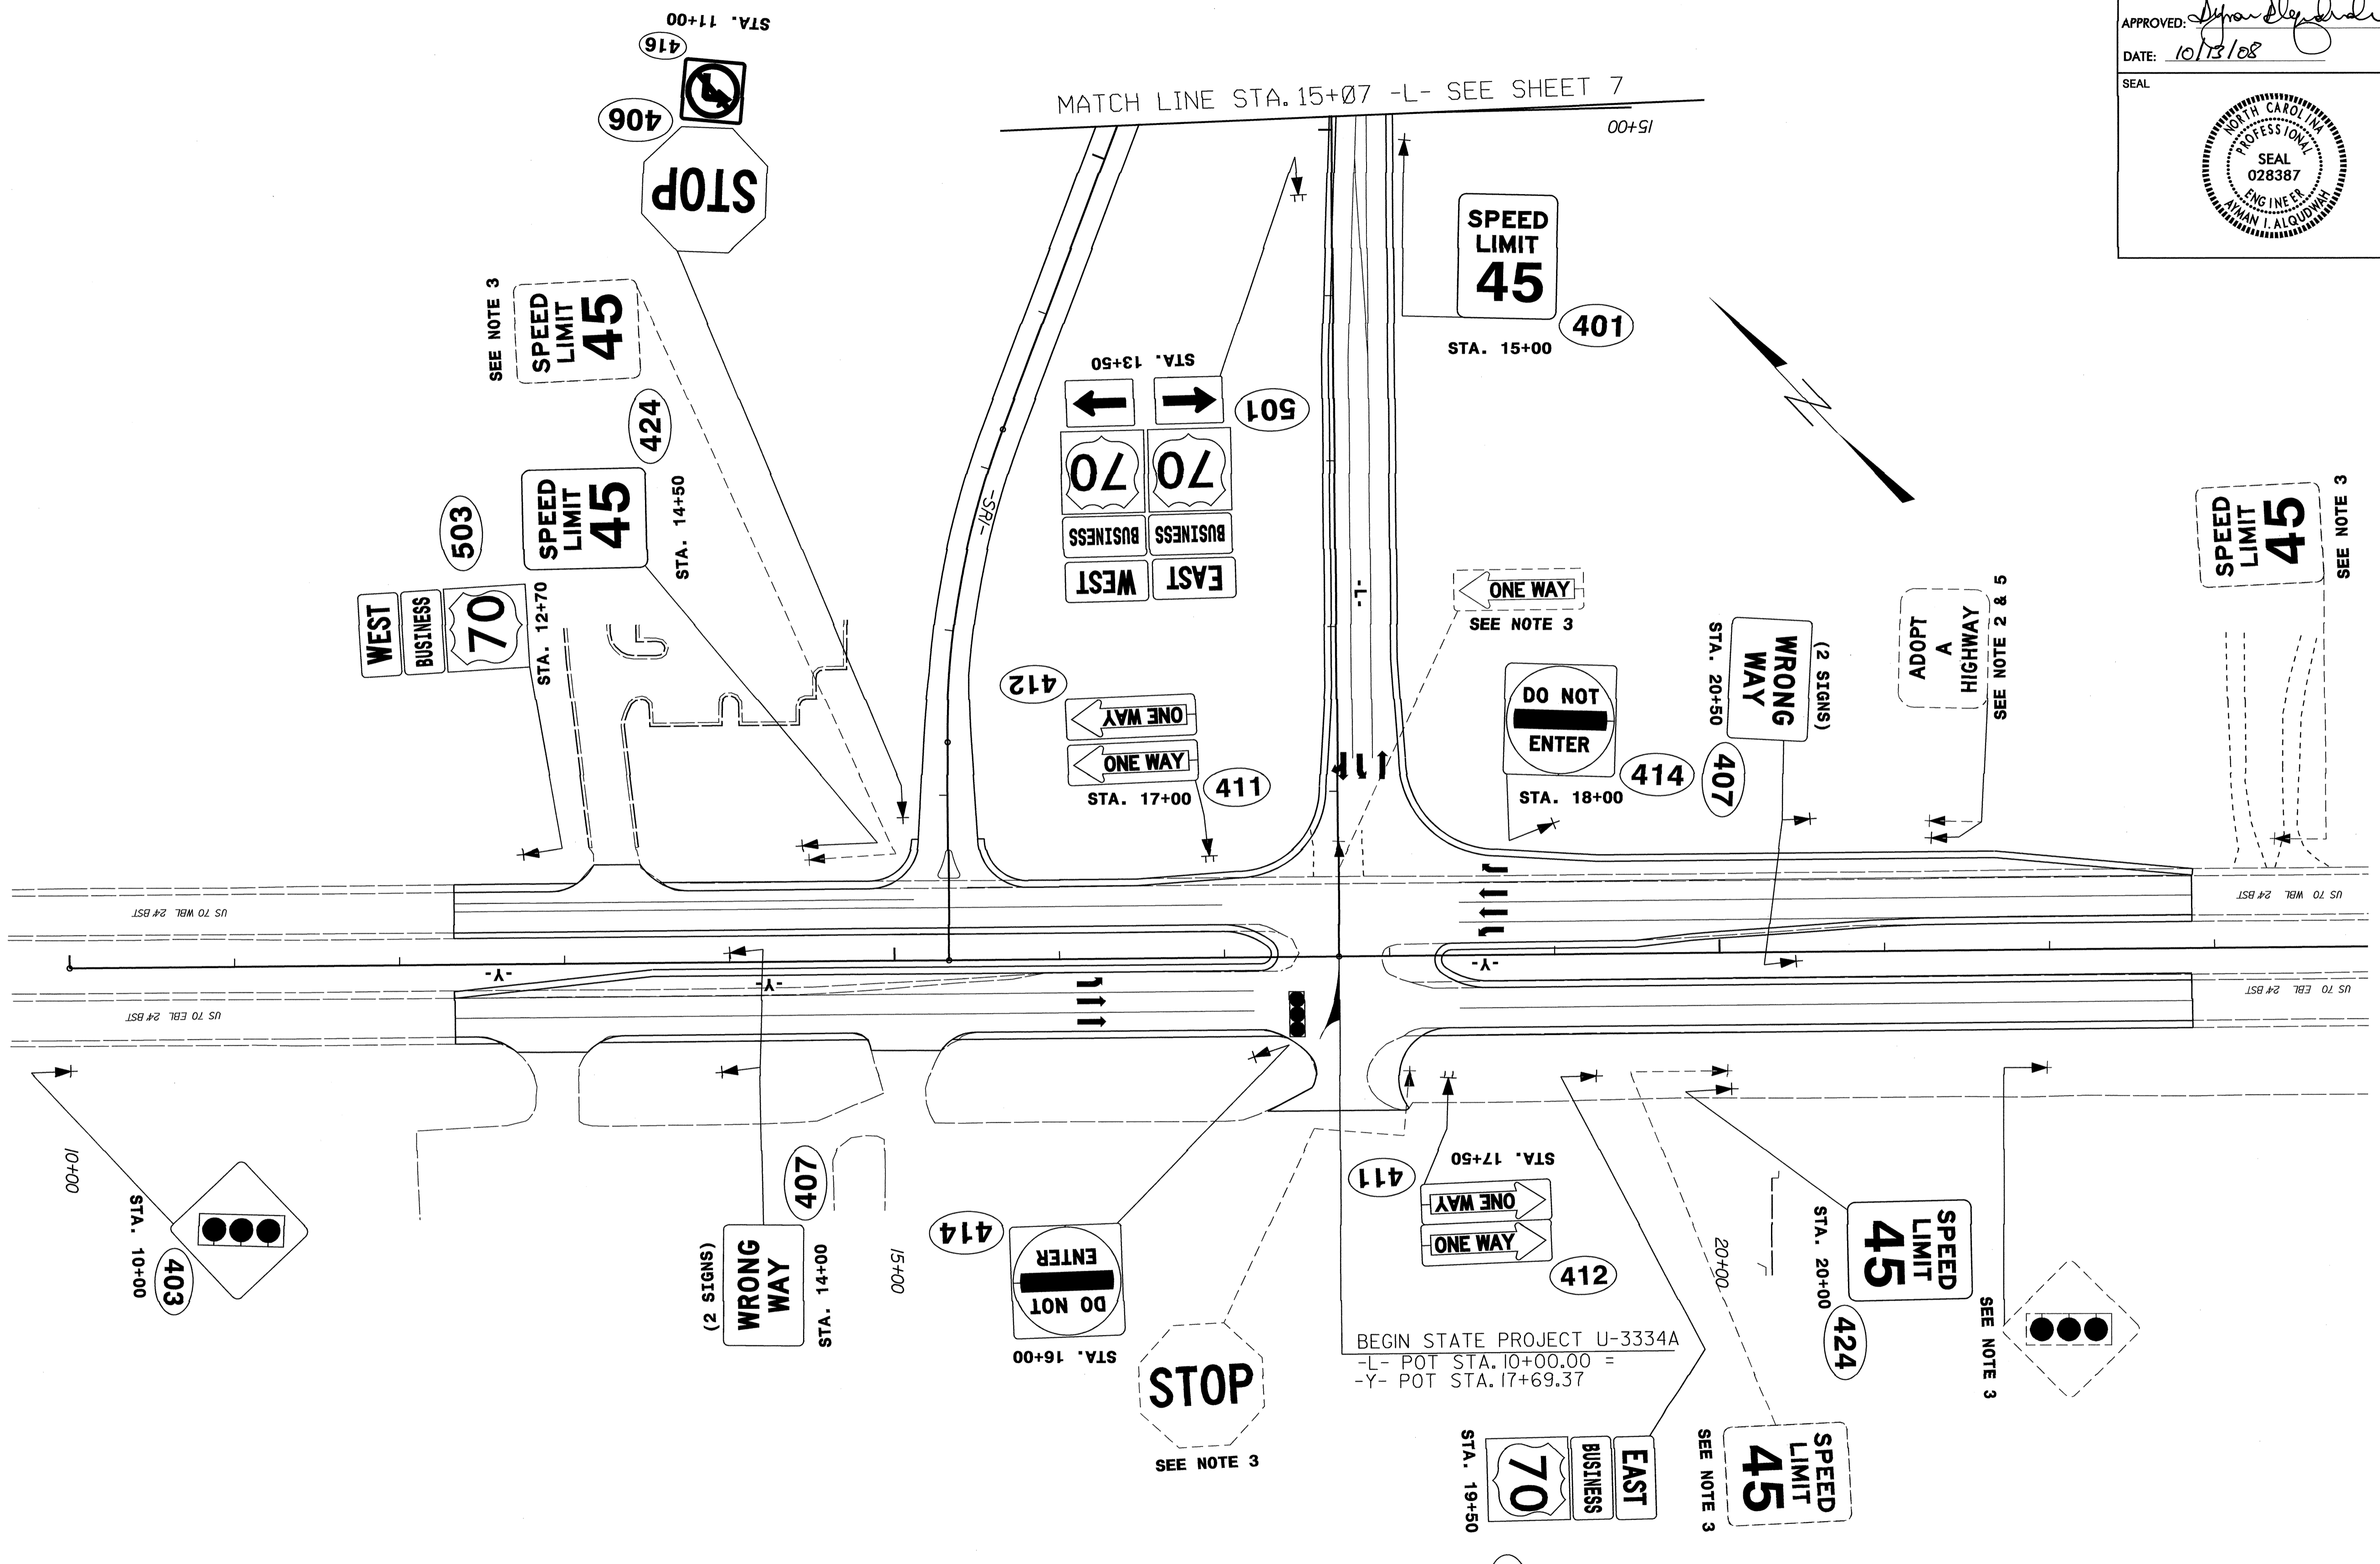 APPROVED:
DATE: 10/13/08
SEAL
NORTH CAROLINA
PROFESSIONAL
SEAL
028387
ENGINEER
AYMAN I. ALQUDWAH
STA. 11+00
416
406
STOP
MATCH LINE STA. 15+07 -L- SEE SHEET 7
15+00
SPEED
LIMIT
45
401
STA. 15+00
SEE NOTE 3
SPEED
LIMIT
45
424
SPEED
LIMIT
45
STA. 14+50
503
WEST
BUSINESS
70
STA. 12+70
-SR1-
STA. 13+50
501
70
70
BUSINESS
BUSINESS
WEST
EAST
-L-
ONE WAY
SEE NOTE 3
412
ONE WAY
ONE WAY
411
STA. 17+00
DO NOT
ENTER
414
STA. 18+00
407
STA. 20+50
WRONG
WAY
(2 SIGNS)
ADOPT
A
HIGHWAY
SEE NOTE 2 & 5
SPEED
LIMIT
45
SEE NOTE 3
US 70 WBL 24' BST
US 70 WBL 24' BST
-Y-
-Y-
-Y-
US 70 EBL 24' BST
US 70 EBL 24' BST
10+00
STA. 10+00
403
407
(2 SIGNS)
WRONG
WAY
STA. 14+00
15+00
414
DO NOT
ENTER
STA. 16+00
STOP
SEE NOTE 3
STA. 17+50
411
ONE WAY
ONE WAY
412
BEGIN STATE PROJECT U-3334A
-L- POT STA. 10+00.00 =
-Y- POT STA. 17+69.37
STA. 19+50
70
BUSINESS
EAST
SEE NOTE 3
SPEED
LIMIT
45
20+00
STA. 20+00
SPEED
LIMIT
45
424
SEE NOTE 3